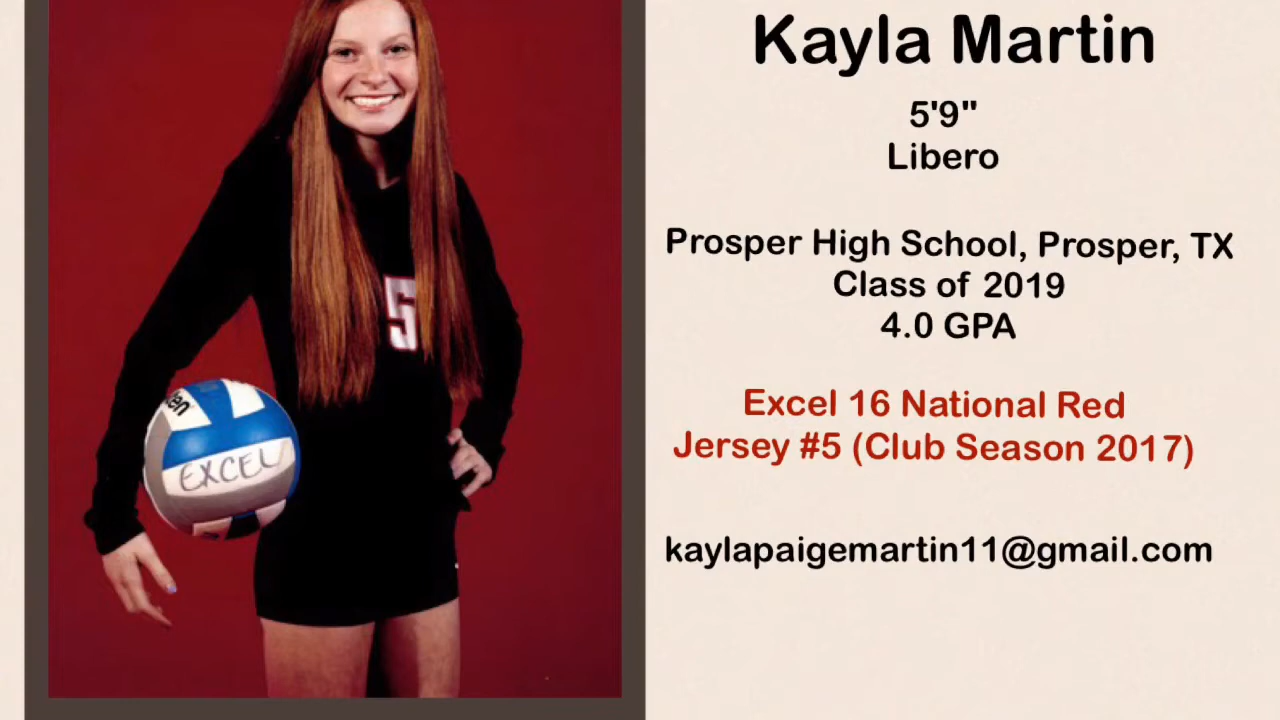 Kayla Martin
5'9"
Libero
Prosper High School, Prosper, TX
Class of 2019
4.0 GPA
Excel 16 National Red
Jersey #5 (Club Season 2017)
kaylapaigemartin11@gmail.com
5
EXCEL